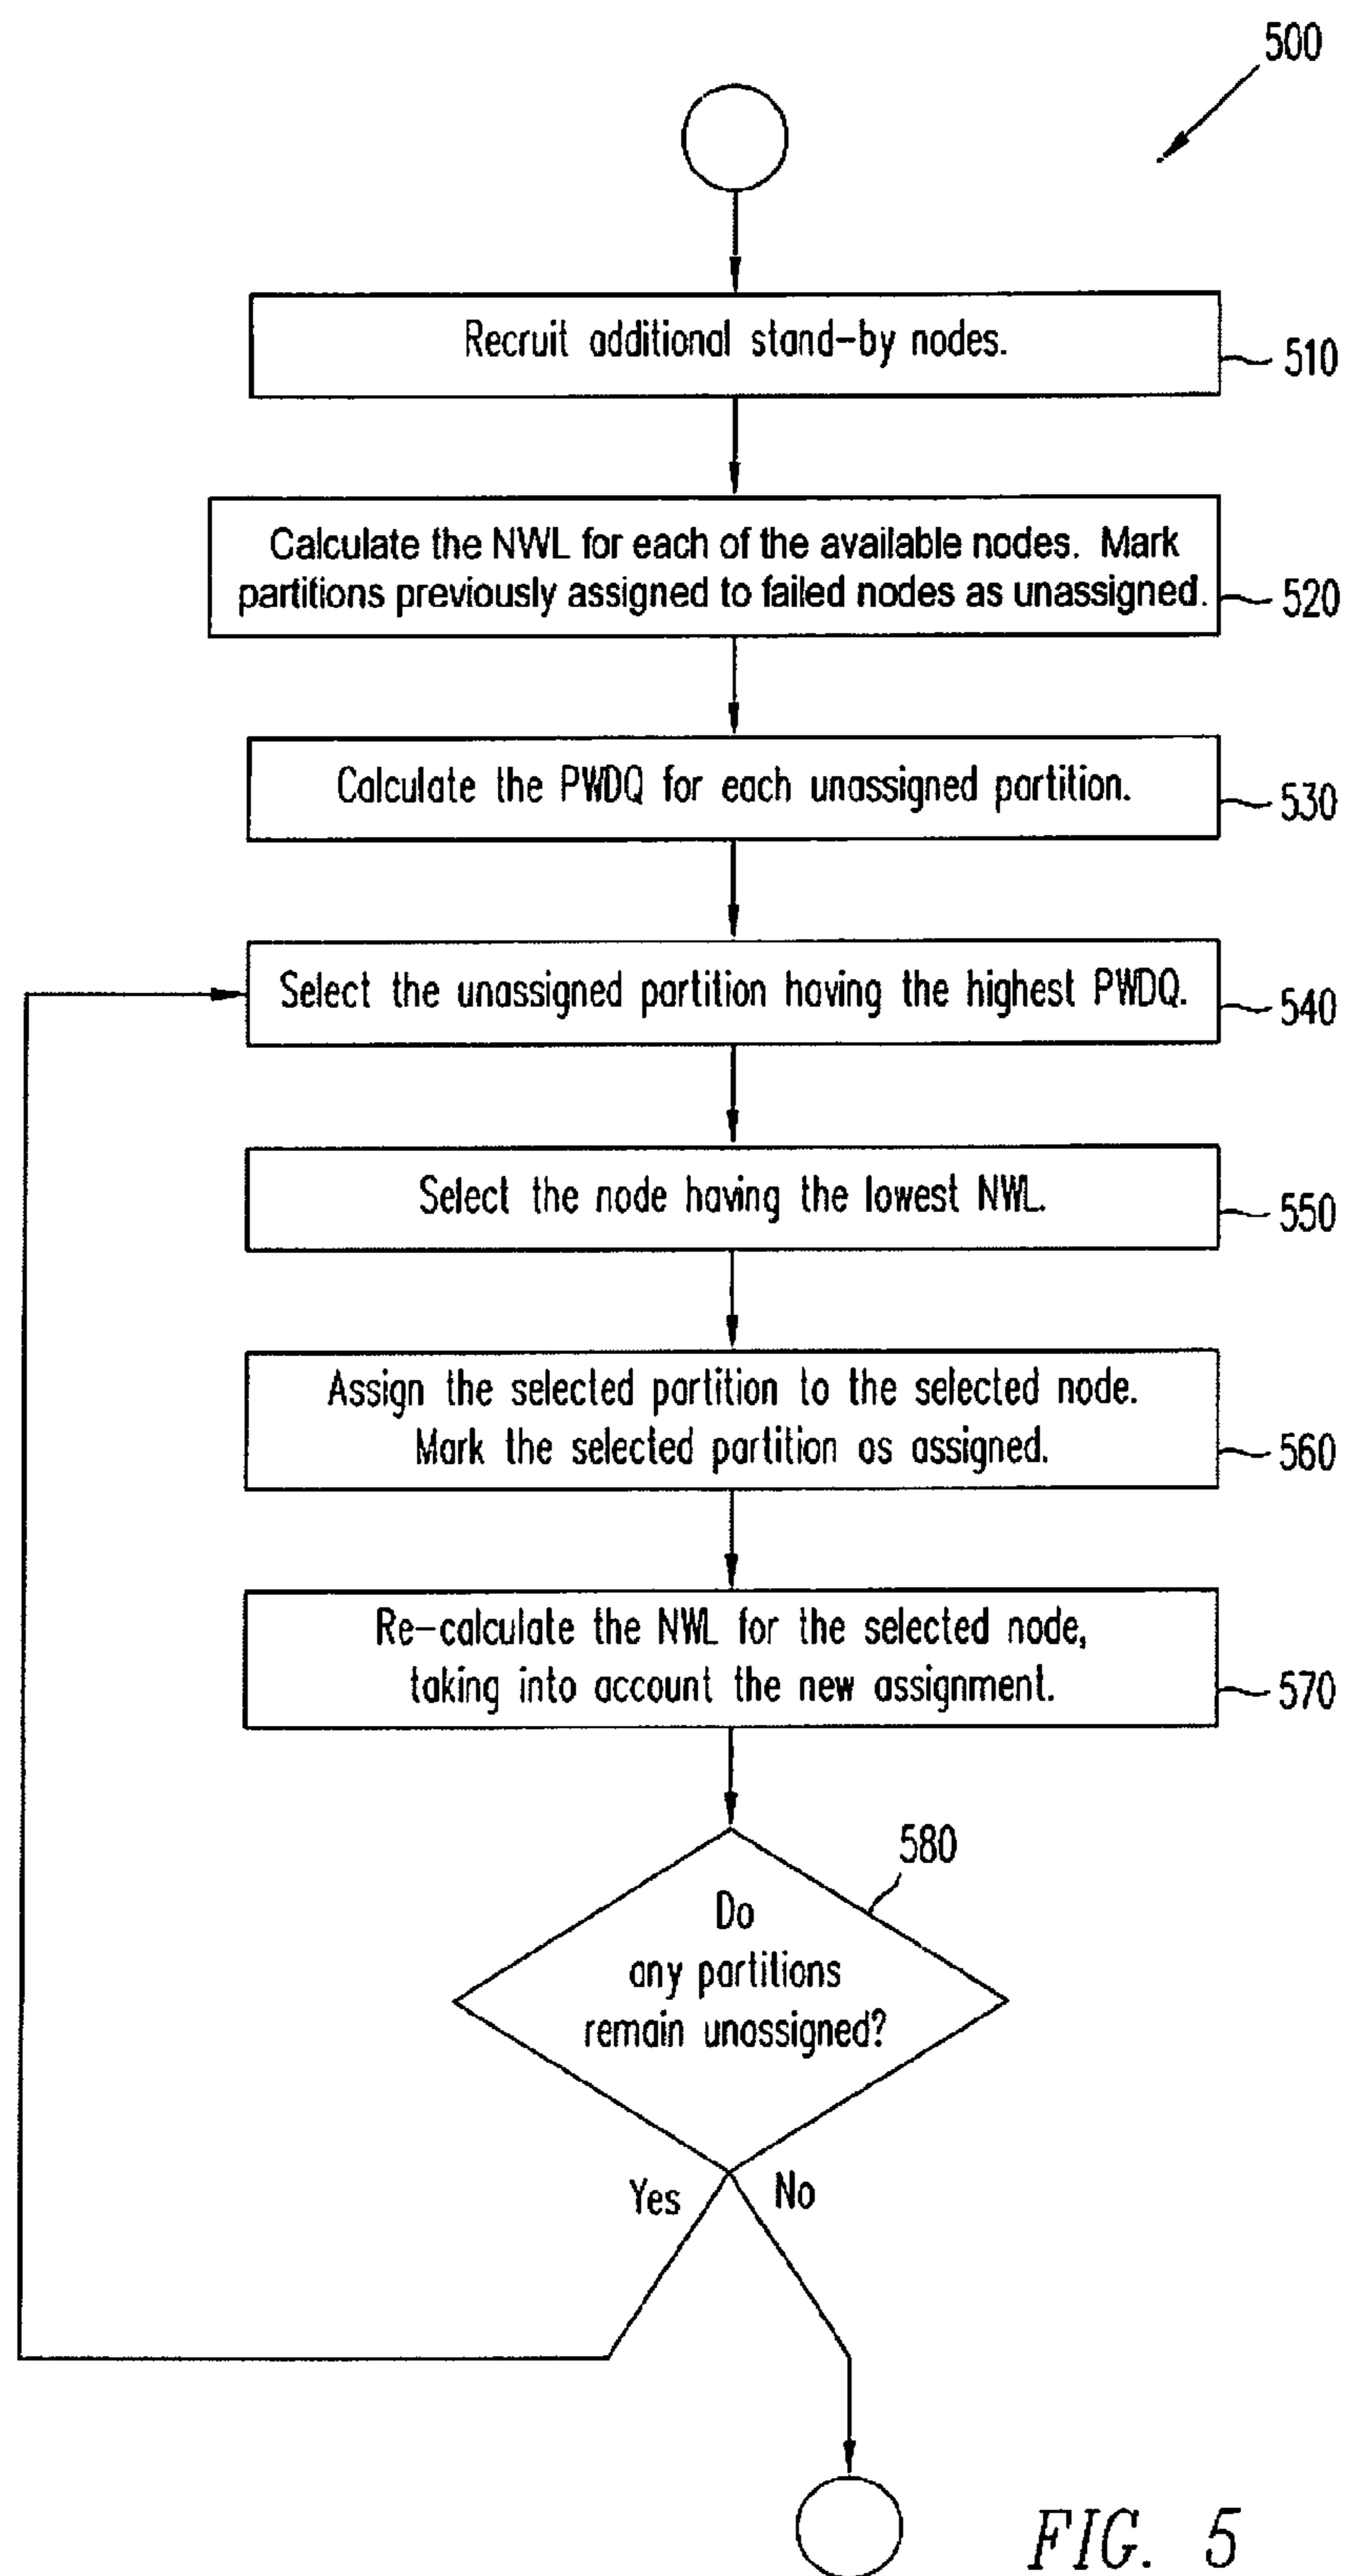 500
Recruit additional stand-by nodes.
510
Calculate the NWL for each of the available nodes. Mark
partitions previously assigned to failed nodes as unassigned.
520
Calculate the PWDQ for each unassigned partition.
530
Select the unassigned partition having the highest PWDQ.
540
Select the node having the lowest NWL.
550
Assign the selected partition to the selected node.
Mark the selected partition as assigned.
560
Re-calculate the NWL for the selected node,
taking into account the new assignment.
570
580
Do
any partitions
remain unassigned?
Yes
No
FIG. 5